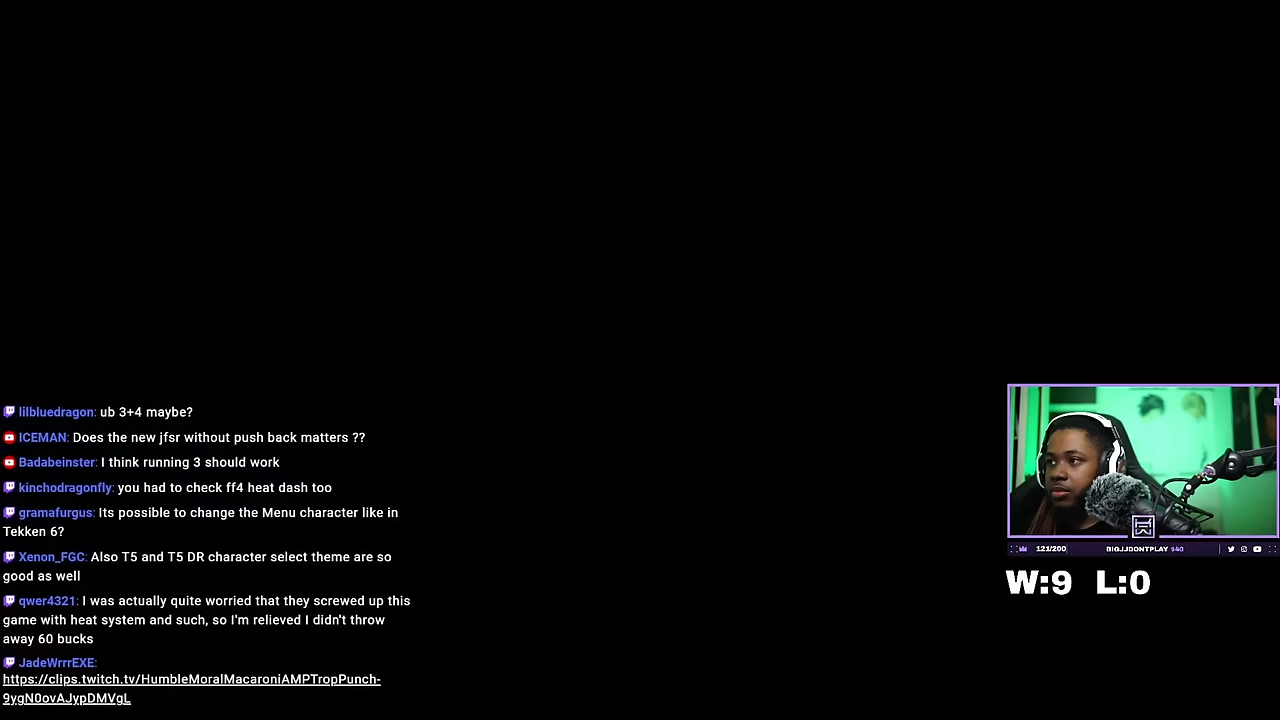 lilbluedragon: ub 3+4 maybe?
ICEMAN: Does the new jfsr without push back matters ??
Badabeinster: I think running 3 should work
kinchodragonfly: you had to check ff4 heat dash too
gramafurgus: Its possible to change the Menu character like in
Tekken 6?
Xenon_FGC: Also T5 and T5 DR character select theme are so
good as well
qwer4321: I was actually quite worried that they screwed up this
game with heat system and such, so I'm relieved I didn't throw
away 60 bucks
JadeWrrrEXE:
https://clips.twitch.tv/HumbleMoralMacaroniAMPTropPunch-
9ygN0ovAJypDMVgL
121/200 BIGJJDONTPLAY
W:9 L:0